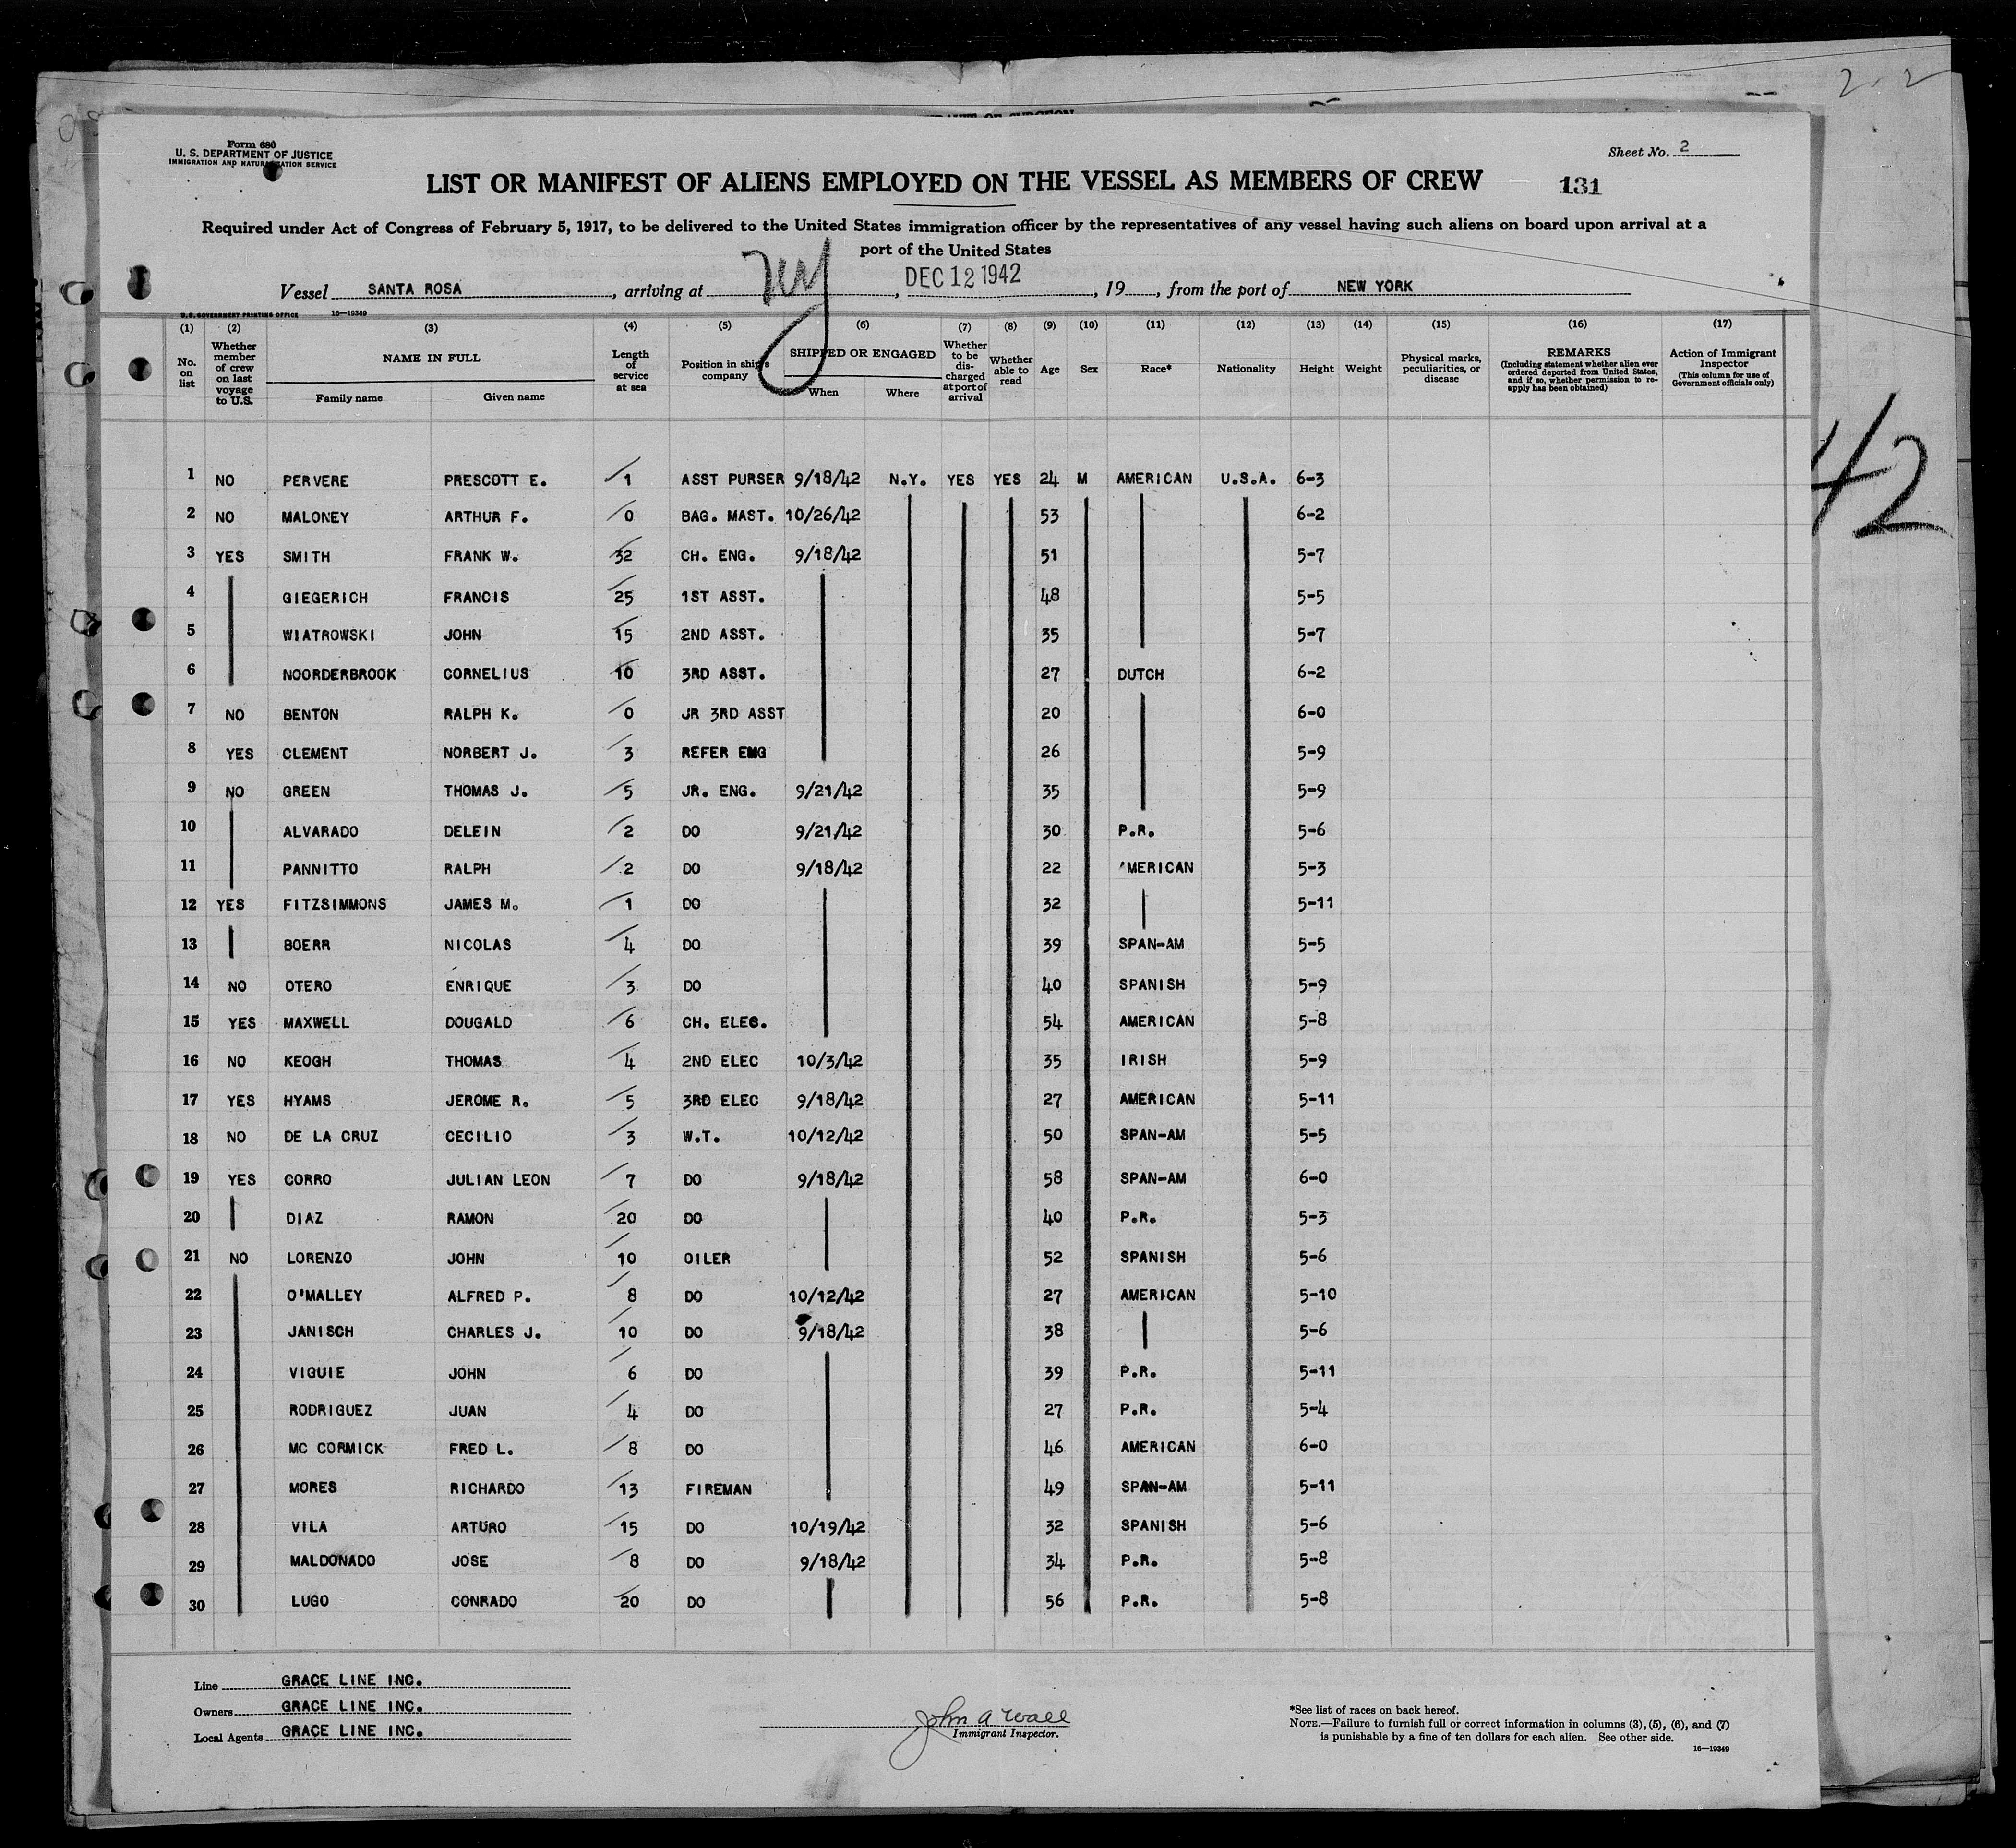 2 2
Form 680
U. S. DEPARTMENT OF JUSTICE
IMMIGRATION AND NATURALIZATION SERVICE
Sheet No. 2
LIST OR MANIFEST OF ALIENS EMPLOYED ON THE VESSEL AS MEMBERS OF CREW 131
Required under Act of Congress of February 5, 1917, to be delivered to the United States immigration officer by the representatives of any vessel having such aliens on board upon arrival at a
port of the United States
Vessel SANTA ROSA, arriving at NY, DEC 12 1942, 19, from the port of NEW YORK
U.S. GOVERNMENT PRINTING OFFICE 16—19349
(1) (2) (3) (4) (5) (6) (7) (8) (9) (10) (11) (12) (13) (14) (15) (16) (17)
No. on list Whether member of crew on last voyage to U.S. NAME IN FULL Family name Given name Length of service at sea Position in ship's company SHIPPED OR ENGAGED When Where Whether to be discharged at port of arrival Whether able to read Age Sex Race* Nationality Height Weight Physical marks, peculiarities, or disease REMARKS (Including statement whether alien ever ordered deported from United States, and if so, whether permission to reapply has been obtained) Action of Immigrant Inspector (This column for use of Government officials only)
42
1 NO PERVERE PRESCOTT E. 1 ASST PURSER 9/18/42 N.Y. YES YES 24 M AMERICAN U.S.A. 6-3
2 NO MALONEY ARTHUR F. 0 BAG. MAST. 10/26/42 53 6-2
3 YES SMITH FRANK W. 32 CH. ENG. 9/18/42 51 5-7
4 GIEGERICH FRANCIS 25 1ST ASST. 48 5-5
5 WIATROWSKI JOHN 15 2ND ASST. 35 5-7
6 NOORDERBROOK CORNELIUS 10 3RD ASST. 27 DUTCH 6-2
7 NO BENTON RALPH K. 0 JR 3RD ASST 20 6-0
8 YES CLEMENT NORBERT J. 3 REFER ENG 26 5-9
9 NO GREEN THOMAS J. 5 JR. ENG. 9/21/42 35 5-9
10 ALVARADO DELEIN 2 DO 9/21/42 30 P.R. 5-6
11 PANNITTO RALPH 2 DO 9/18/42 22 AMERICAN 5-3
12 YES FITZSIMMONS JAMES M. 1 DO 32 5-11
13 BOERR NICOLAS 4 DO 39 SPAN-AM 5-5
14 NO OTERO ENRIQUE 3 DO 40 SPANISH 5-9
15 YES MAXWELL DOUGALD 6 CH. ELEC. 54 AMERICAN 5-8
16 NO KEOGH THOMAS 4 2ND ELEC 10/3/42 35 IRISH 5-9
17 YES HYAMS JEROME R. 5 3RD ELEC 9/18/42 27 AMERICAN 5-11
18 NO DE LA CRUZ CECILIO 3 W.T. 10/12/42 50 SPAN-AM 5-5
19 YES CORRO JULIAN LEON 7 DO 9/18/42 58 SPAN-AM 6-0
20 DIAZ RAMON 20 DO 40 P.R. 5-3
21 NO LORENZO JOHN 10 OILER 52 SPANISH 5-6
22 O'MALLEY ALFRED P. 8 DO 10/12/42 27 AMERICAN 5-10
23 JANISCH CHARLES J. 10 DO 9/18/42 38 5-6
24 VIGUIE JOHN 6 DO 39 P.R. 5-11
25 RODRIGUEZ JUAN 4 DO 27 P.R. 5-4
26 MC CORMICK FRED L. 8 DO 46 AMERICAN 6-0
27 MORES RICHARDO 13 FIREMAN 49 SPAN-AM 5-11
28 VILA ARTURO 15 DO 10/19/42 32 SPANISH 5-6
29 MALDONADO JOSE 8 DO 9/18/42 34 P.R. 5-8
30 LUGO CONRADO 20 DO 56 P.R. 5-8
Line GRACE LINE INC.
Owners GRACE LINE INC.
Local Agents GRACE LINE INC.
John A Wall
Immigrant Inspector.
*See list of races on back hereof.
NOTE.—Failure to furnish full or correct information in columns (3), (5), (6), and (7)
is punishable by a fine of ten dollars for each alien. See other side.
16—19349